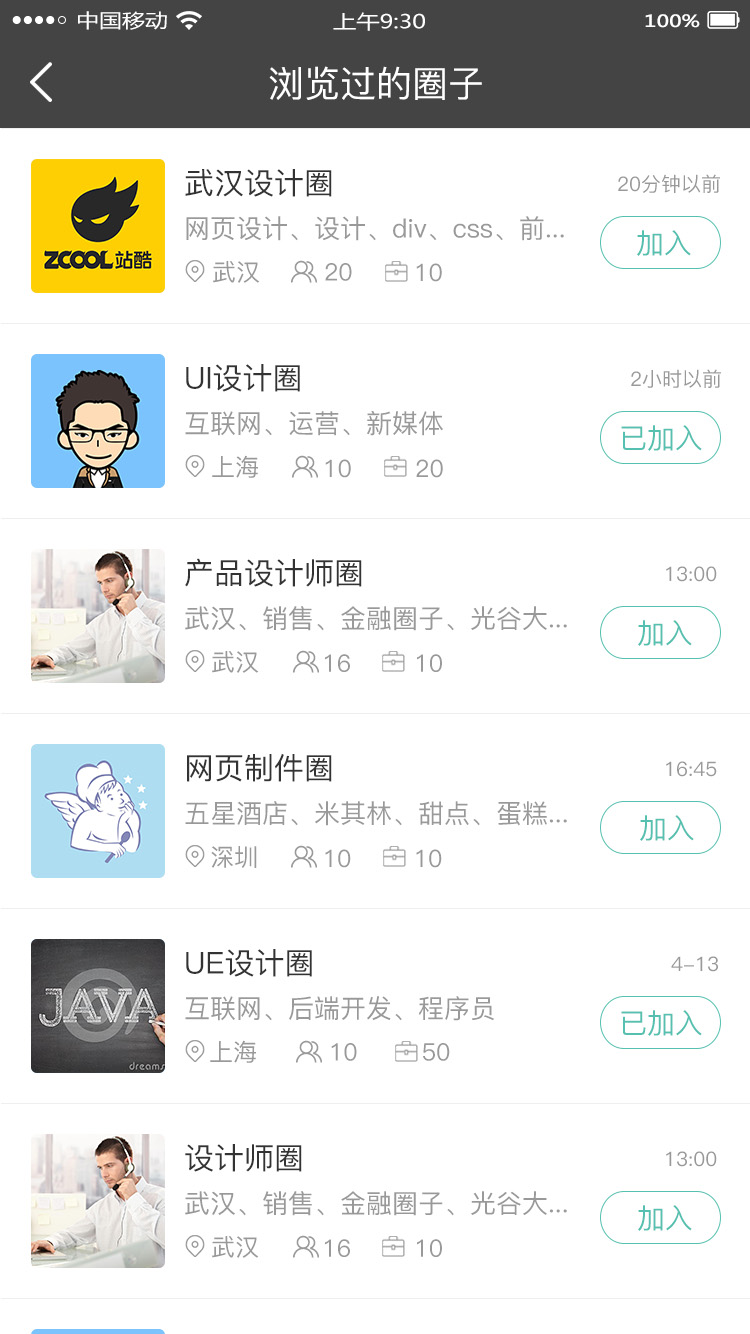 中国移动 上午9:30 100%
浏览过的圈子
ZCOOL站酷
武汉设计圈 20分钟以前
网页设计、设计、div、css、前...
加入
武汉 20 10
UI设计圈 2小时以前
互联网、运营、新媒体
已加入
上海 10 20
产品设计师圈 13:00
武汉、销售、金融圈子、光谷大...
加入
武汉 16 10
网页制件圈 16:45
五星酒店、米其林、甜点、蛋糕...
加入
深圳 10 10
JAVA
dreams
UE设计圈 4-13
互联网、后端开发、程序员
已加入
上海 10 50
设计师圈 13:00
武汉、销售、金融圈子、光谷大...
加入
武汉 16 10